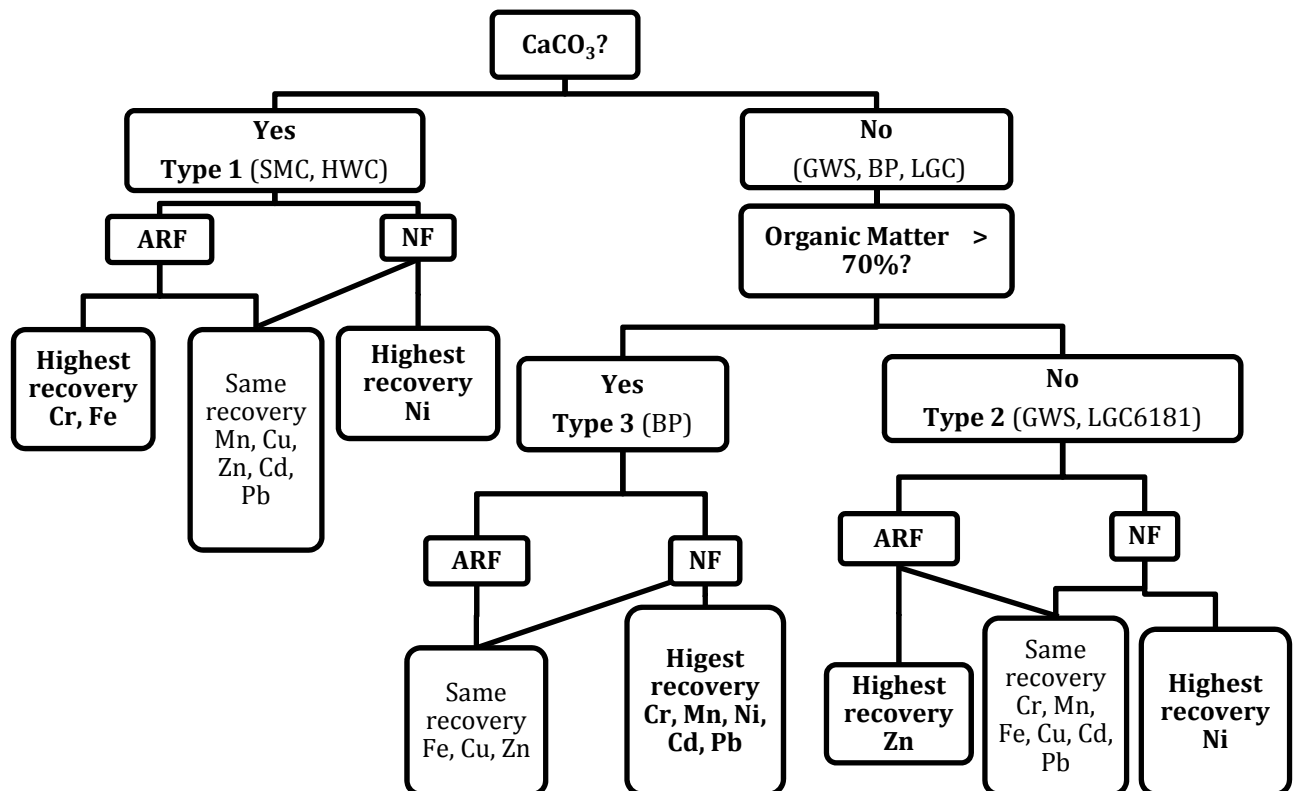 CaCO₃?
Yes
Type 1 (SMC, HWC)
No
(GWS, BP, LGC)
ARF
NF
Organic Matter >
70%?
Highest
recovery
Cr, Fe
Same
recovery
Mn, Cu,
Zn, Cd,
Pb
Highest
recovery
Ni
Yes
Type 3 (BP)
No
Type 2 (GWS, LGC6181)
ARF
NF
ARF
NF
Same
recovery
Fe, Cu, Zn
Higest
recovery
Cr, Mn, Ni,
Cd, Pb
Highest
recovery
Zn
Same
recovery
Cr, Mn,
Fe, Cu, Cd,
Pb
Highest
recovery
Ni